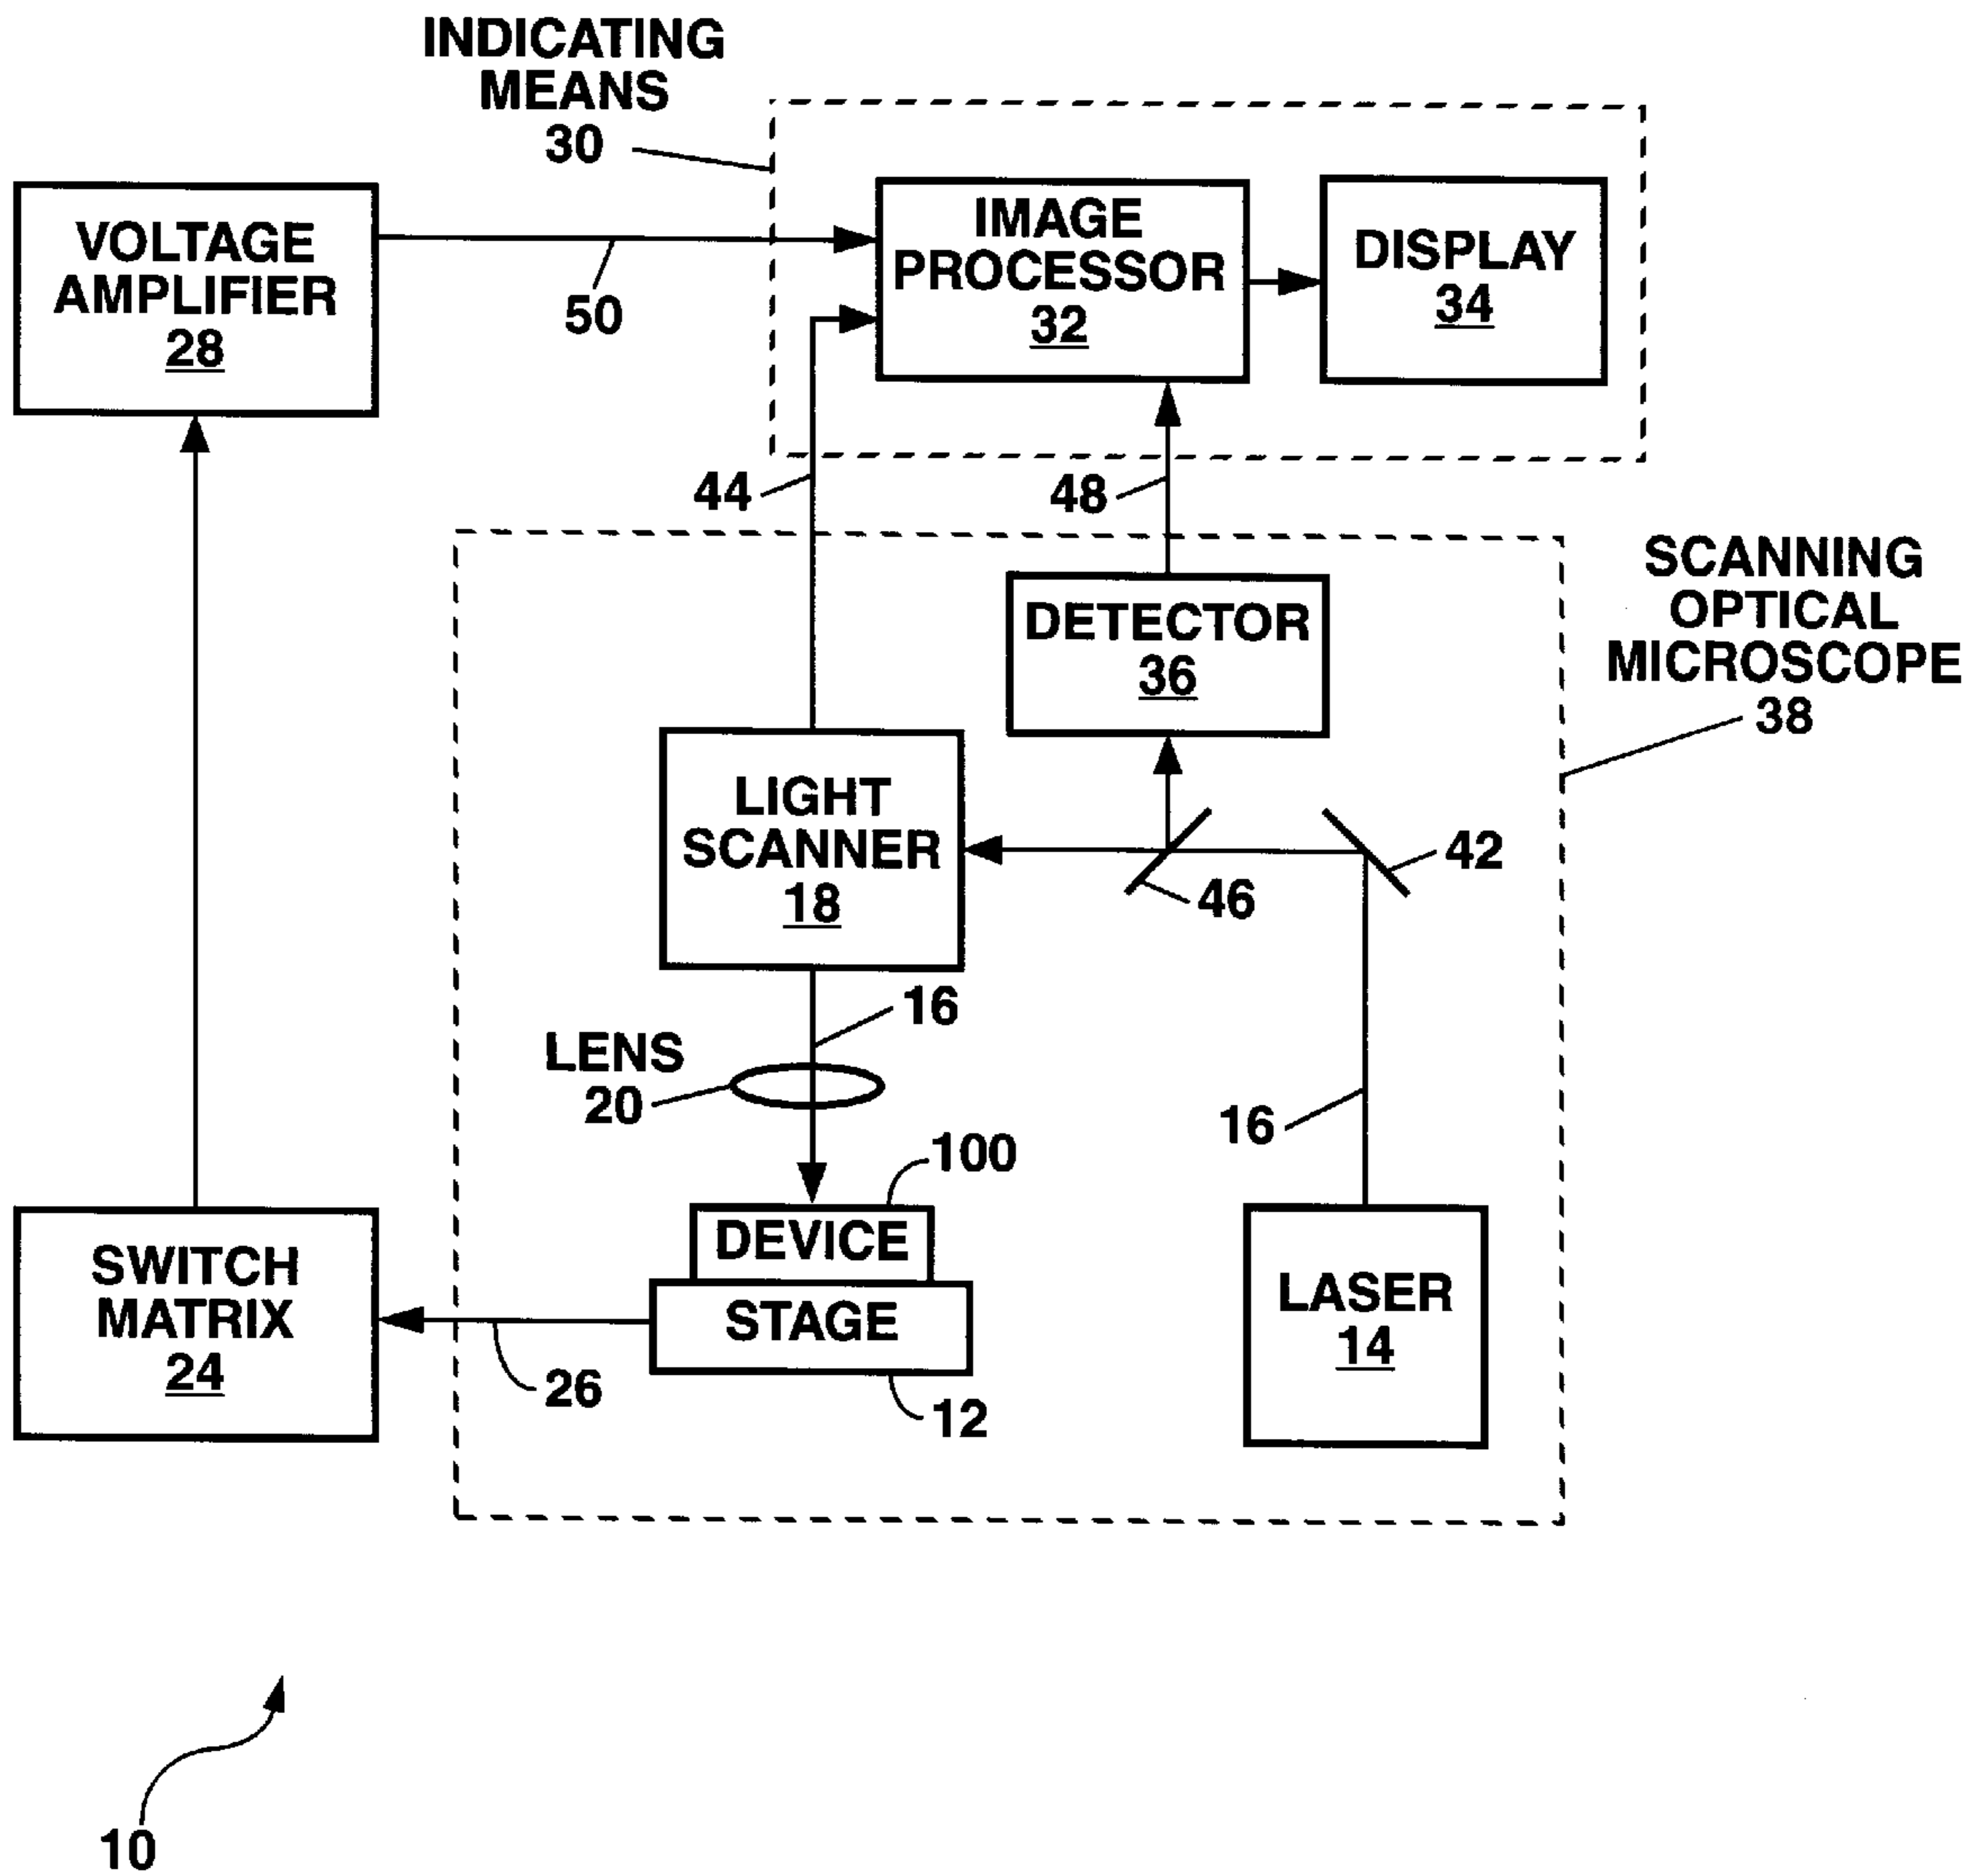 INDICATING
MEANS
30
VOLTAGE
AMPLIFIER
28
50
IMAGE
PROCESSOR
32
DISPLAY
34
44
48
SCANNING
OPTICAL
MICROSCOPE
38
DETECTOR
36
LIGHT
SCANNER
18
46
42
16
LENS
20
16
100
DEVICE
STAGE
12
26
SWITCH
MATRIX
24
LASER
14
10